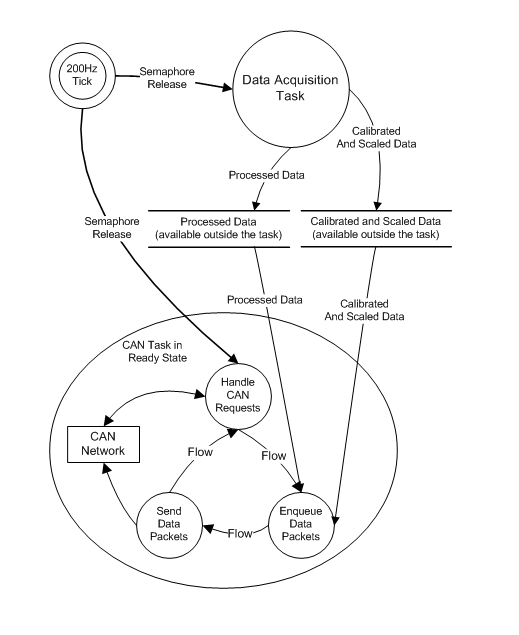 200Hz
Tick
Semaphore
Release
Data Acquisition
Task
Calibrated
And Scaled Data
Processed Data
Semaphore
Release
Processed Data
(available outside the task)
Calibrated and Scaled Data
(available outside the task)
Processed Data
Calibrated
And Scaled Data
CAN Task in
Ready State
Handle
CAN
Requests
CAN
Network
Flow
Flow
Send
Data
Packets
Flow
Enqueue
Data
Packets